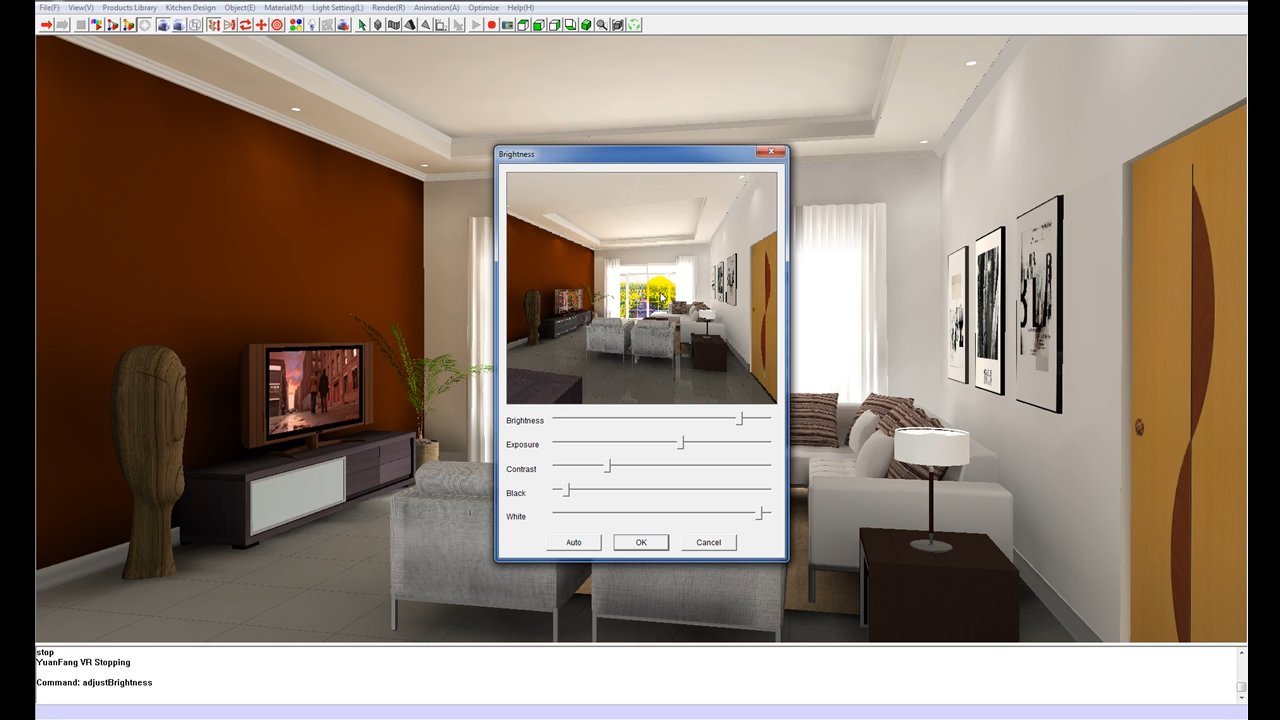 File(F) View(V) Products Library Kitchen Design Object(E) Material(M) Light Setting(L) Render(R) Animation(A) Optimize Help(H)
Brightness
Brightness
Exposure
Contrast
Black
White
Auto OK Cancel
stop
YuanFang VR Stopping
Command: adjustBrightness